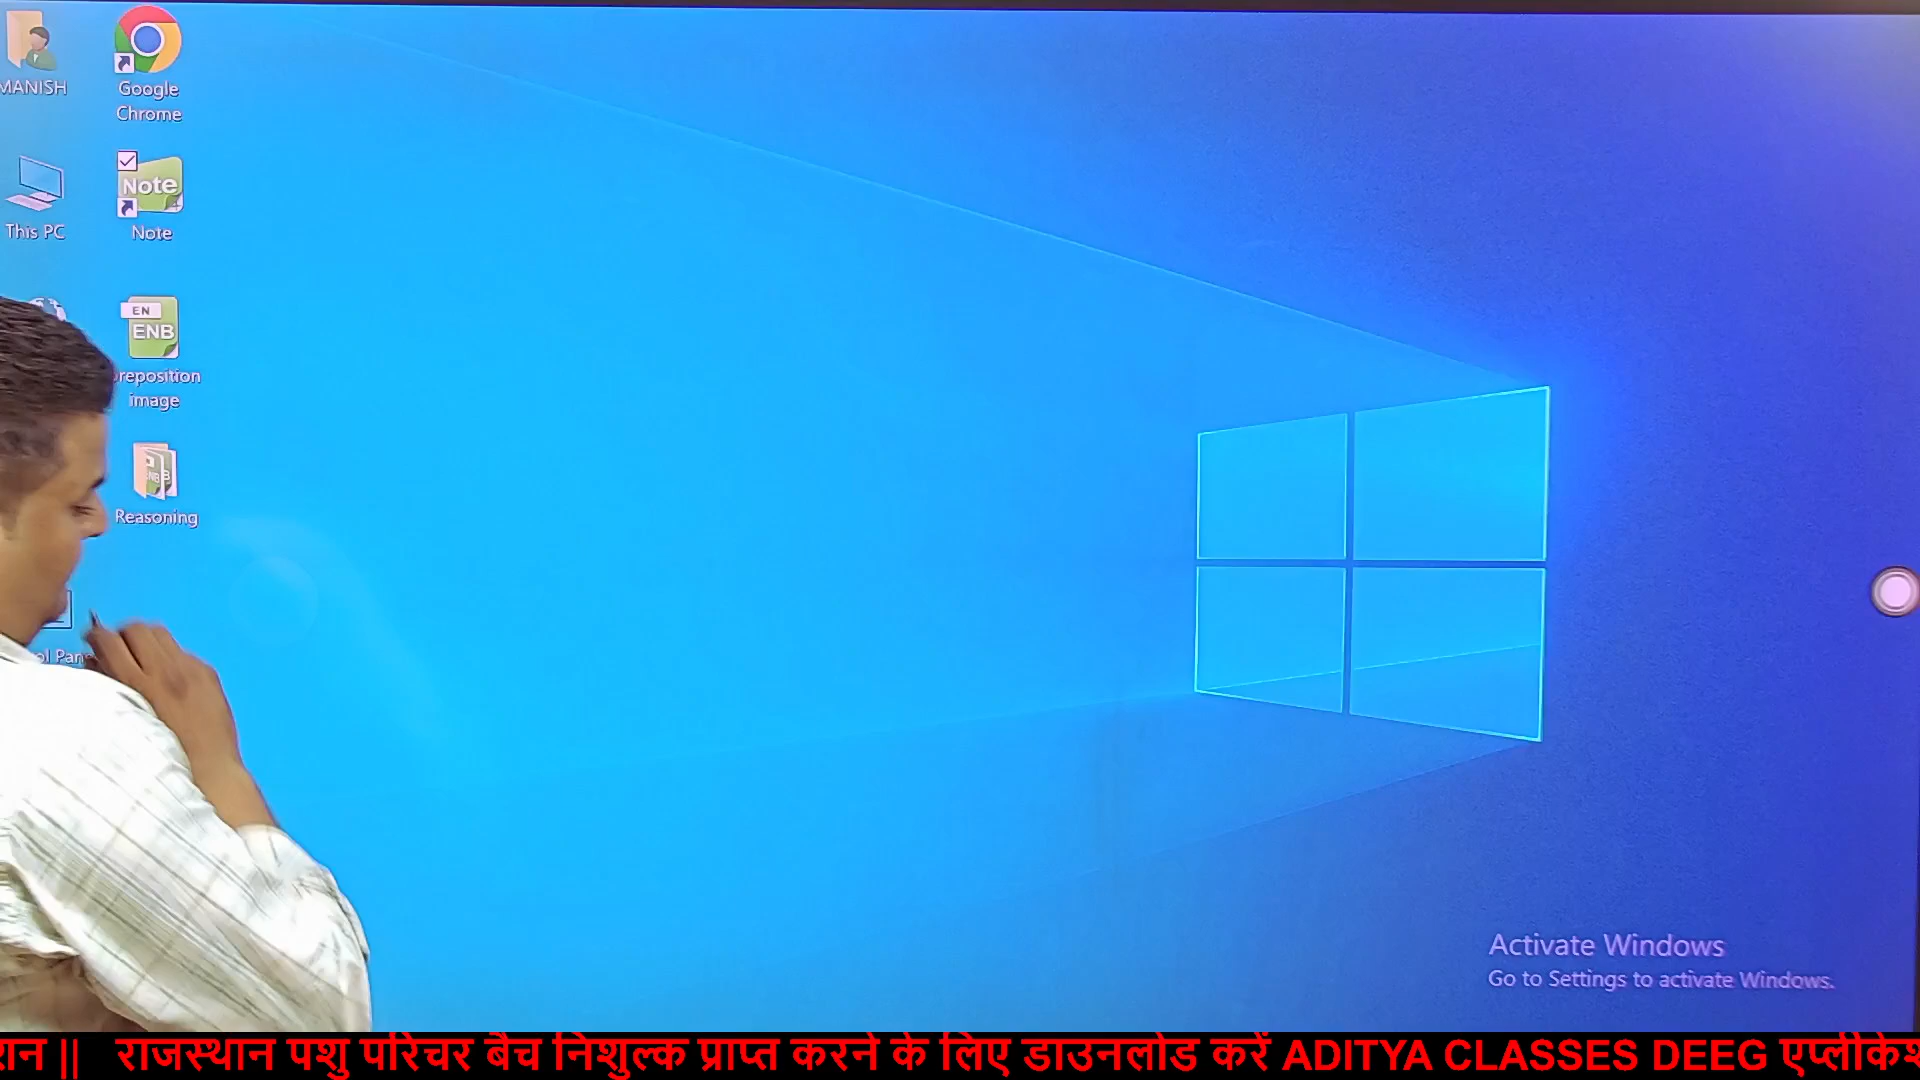 MANISH
Google
Chrome
Note
This PC
Note
EN
ENB
preposition
image
Reasoning
Activate Windows
Go to Settings to activate Windows.
राजस्थान पशु परिचर बैच निशुल्क प्राप्त करने के लिए डाउनलोड करें ADITYA CLASSES DEEG